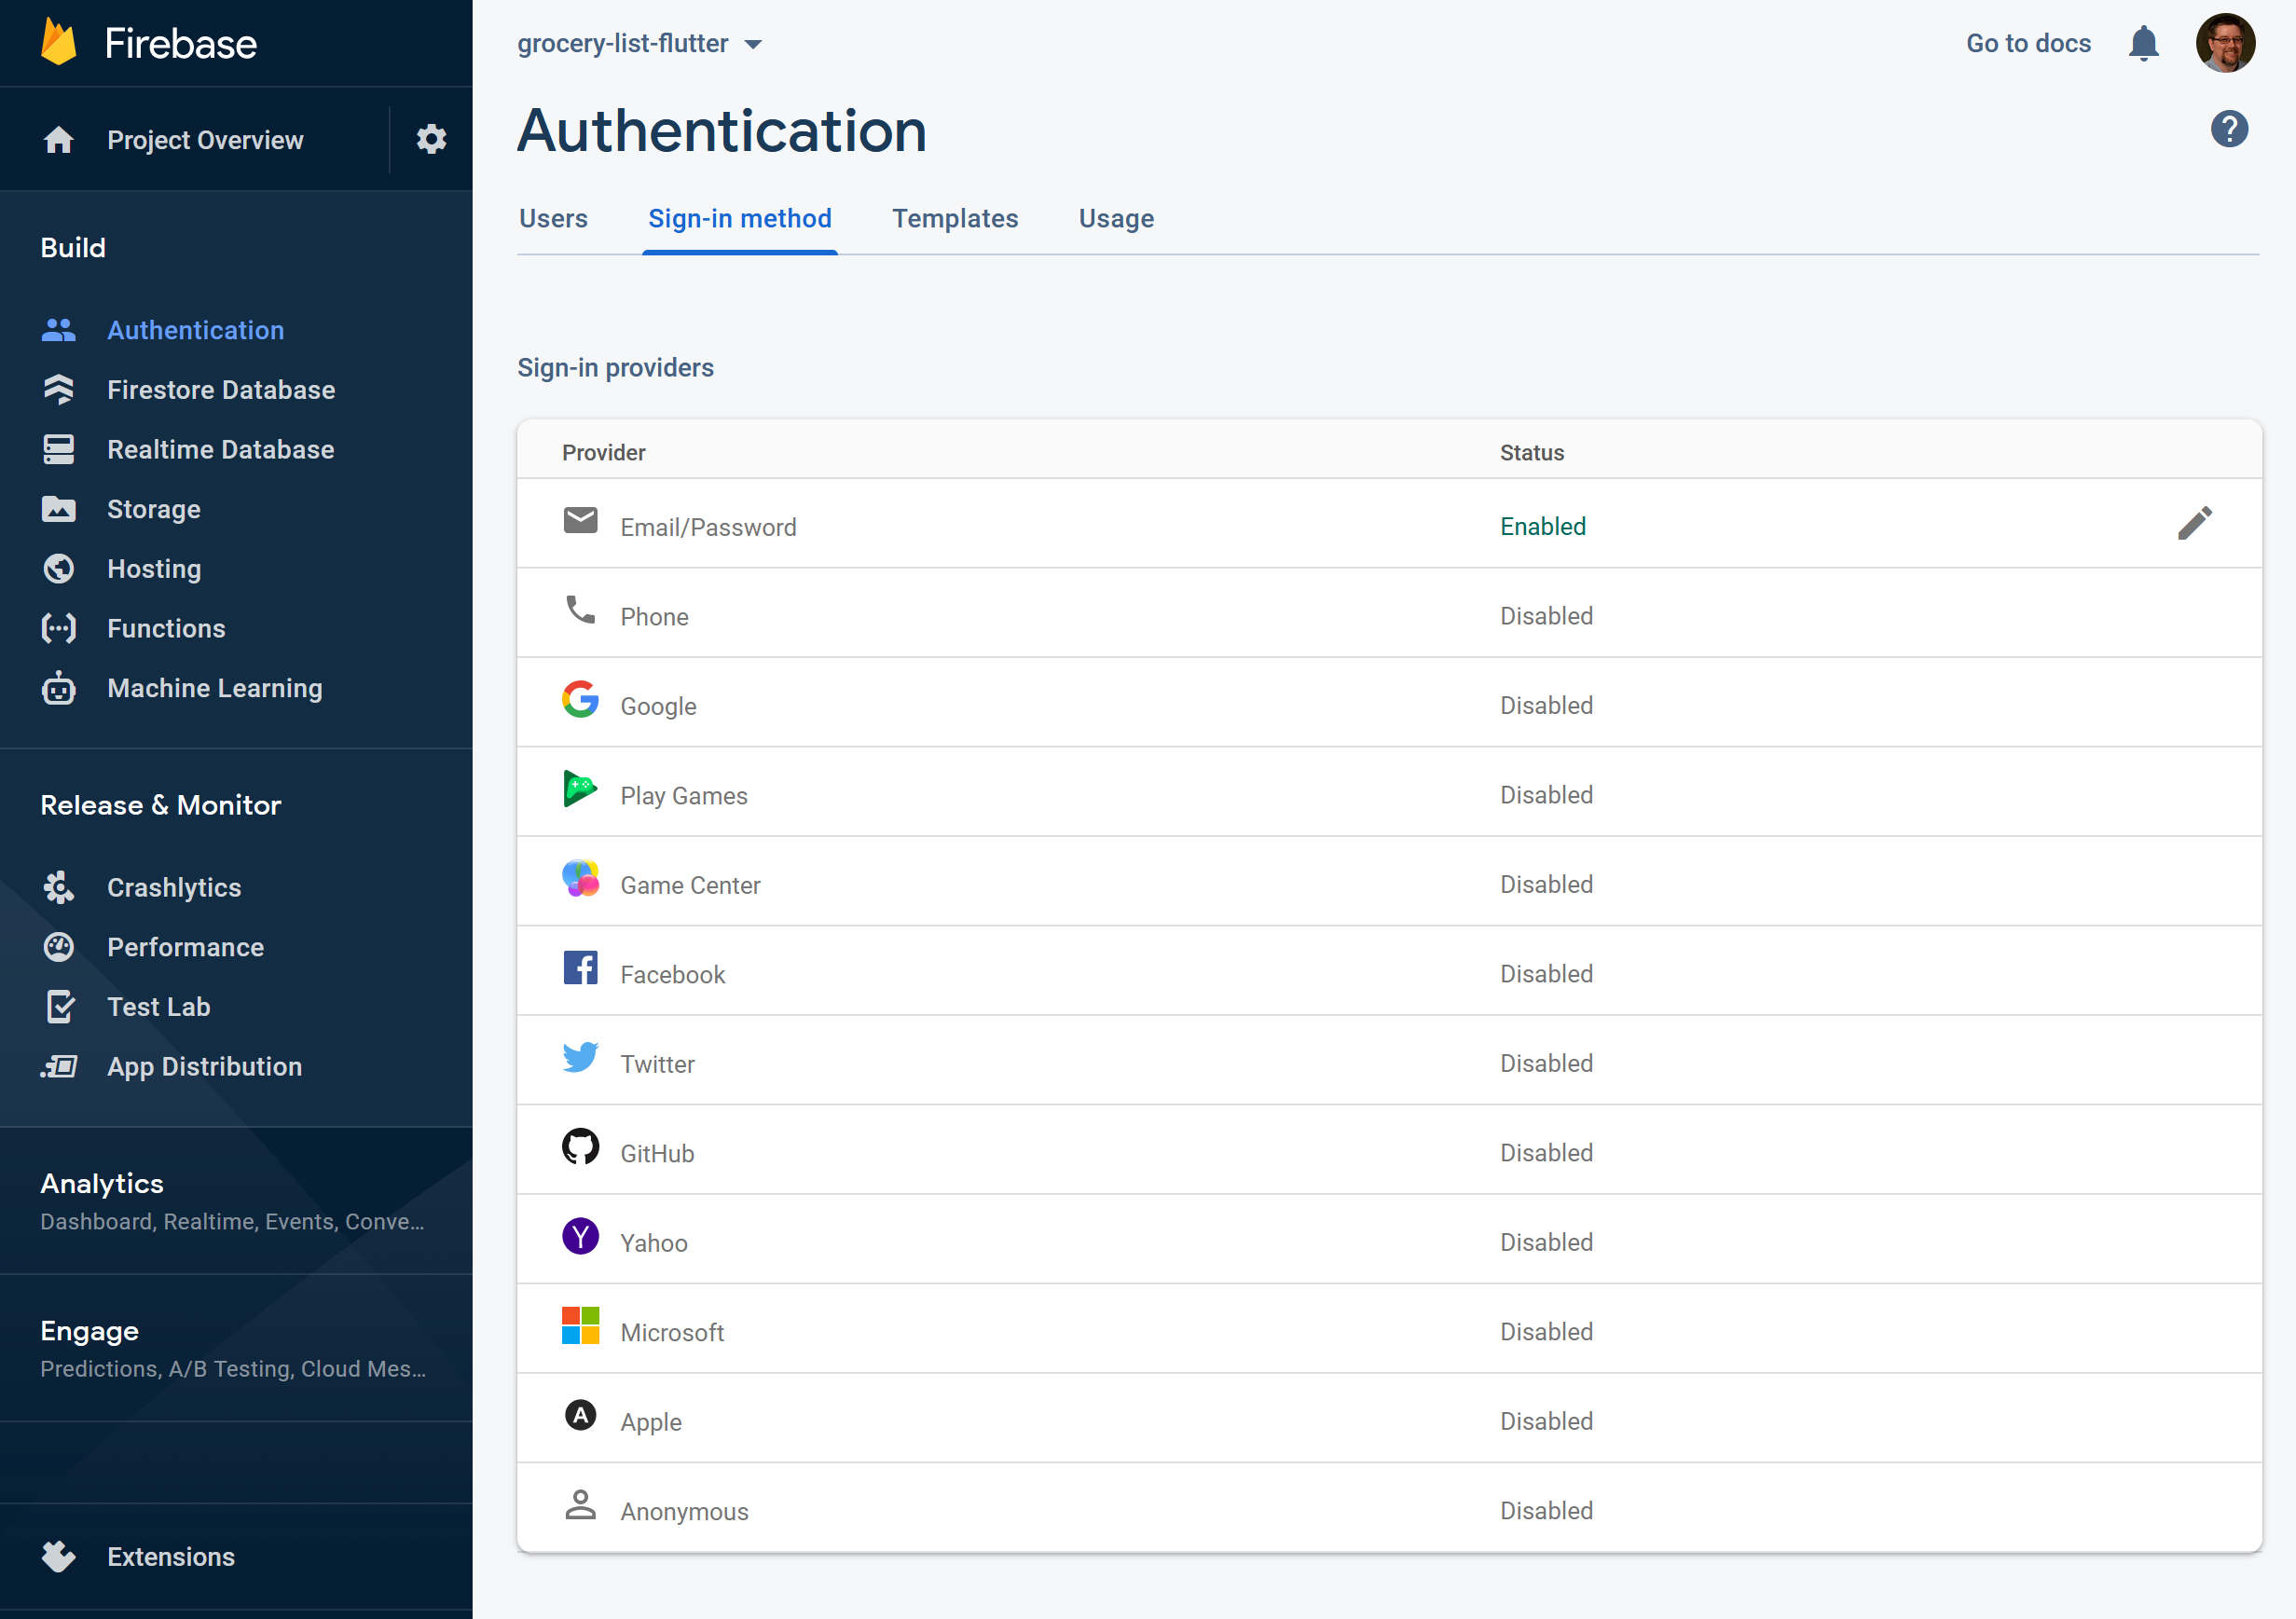 Firebase
Project Overview
Build
Authentication
Firestore Database
Realtime Database
Storage
Hosting
Functions
Machine Learning
Release & Monitor
Crashlytics
Performance
Test Lab
App Distribution
Analytics
Dashboard, Realtime, Events, Conve...
Engage
Predictions, A/B Testing, Cloud Mes...
Extensions
grocery-list-flutter
Go to docs
Authentication
?
Users Sign-in method Templates Usage
Sign-in providers
Provider Status
Email/Password Enabled
Phone Disabled
Google Disabled
Play Games Disabled
Game Center Disabled
Facebook Disabled
Twitter Disabled
GitHub Disabled
Yahoo Disabled
Microsoft Disabled
Apple Disabled
Anonymous Disabled